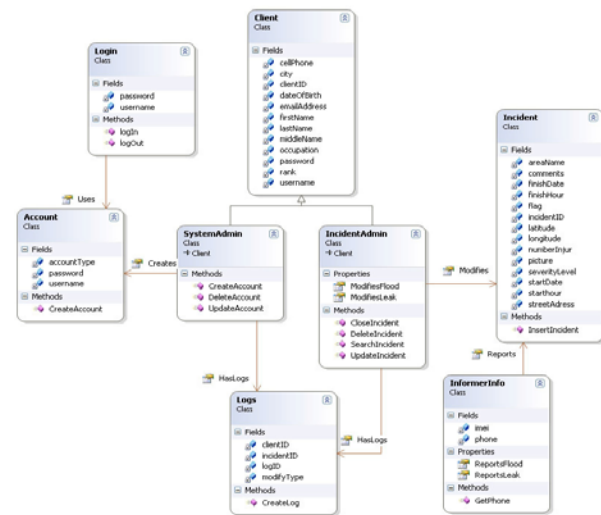 Client
Class
Fields
cellPhone
city
clientID
dateOfBirth
emailAddress
firstName
lastName
middleName
occupation
password
rank
username
Login
Class
Fields
password
username
Methods
logIn
logOut
Uses
Account
Class
Fields
accountType
password
username
Methods
CreateAccount
Creates
SystemAdmin
Class
Client
Methods
CreateAccount
DeleteAccount
UpdateAccount
IncidentAdmin
Class
Client
Properties
ModifiesFlood
ModifiesLeak
Methods
CloseIncident
DeleteIncident
SearchIncident
UpdateIncident
Modifies
Incident
Class
Fields
areaName
comments
finishDate
finishHour
flag
incidentID
latitude
longitude
numberInjur
picture
severityLevel
startDate
starthour
streetAdress
Methods
InsertIncident
Reports
HasLogs
HasLogs
Logs
Class
Fields
clientID
incidentID
logID
modifyType
Methods
CreateLog
InformerInfo
Class
Fields
imei
phone
Properties
ReportsFlood
ReportsLeak
Methods
GetPhone